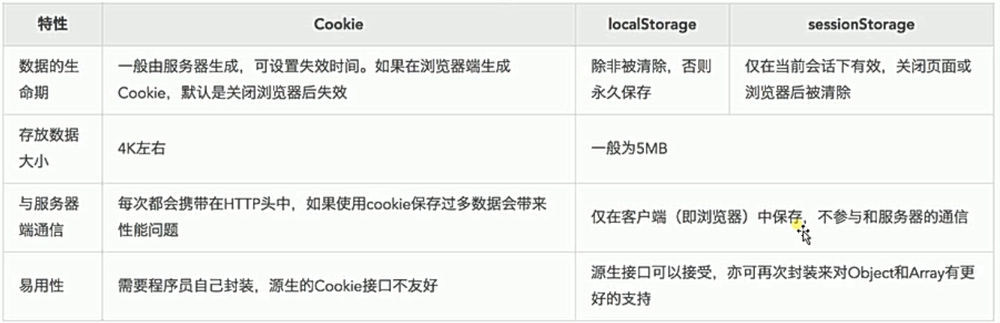 特性
Cookie
localStorage
sessionStorage
数据的生
命期
一般由服务器生成，可设置失效时间。如果在浏览器端生成
Cookie，默认是关闭浏览器后失效
除非被清除，否则
永久保存
仅在当前会话下有效，关闭页面或
浏览器后被清除
存放数据
大小
4K左右
一般为5MB
与服务器
端通信
每次都会携带在HTTP头中，如果使用cookie保存过多数据会带来
性能问题
仅在客户端（即浏览器）中保存，不参与和服务器的通信
易用性
需要程序员自己封装，源生的Cookie接口不友好
源生接口可以接受，亦可再次封装来对Object和Array有更
好的支持